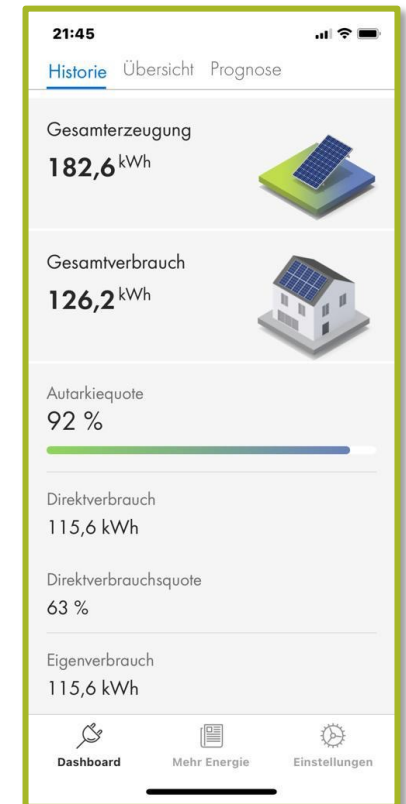 21:45
Historie Übersicht Prognose
Gesamterzeugung
182,6 kWh
Gesamtverbrauch
126,2 kWh
Autarkiequote
92 %
Direktverbrauch
115,6 kWh
Direktverbrauchsquote
63 %
Eigenverbrauch
115,6 kWh
Dashboard Mehr Energie Einstellungen